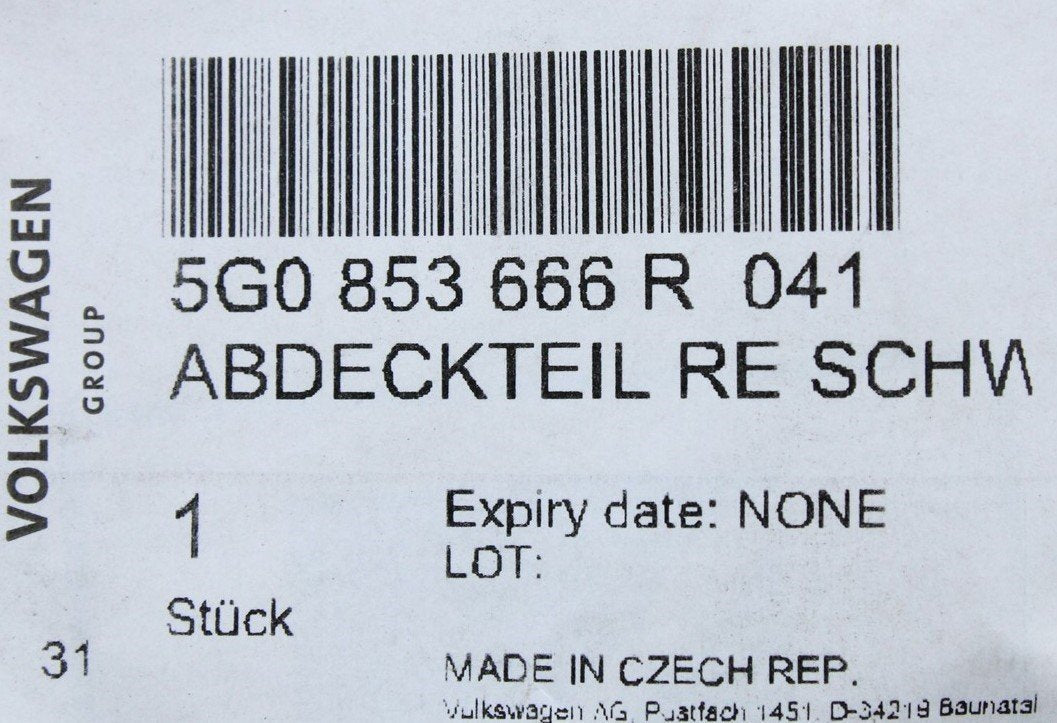 VOLKSWAGEN
GROUP
5G0 853 666 R 041
ABDECKTEIL RE SCHW
1
Expiry date: NONE
LOT:
Stück
31
MADE IN CZECH REP.
Volkswagen AG, Postfach 1451, D-34219 Baunatal